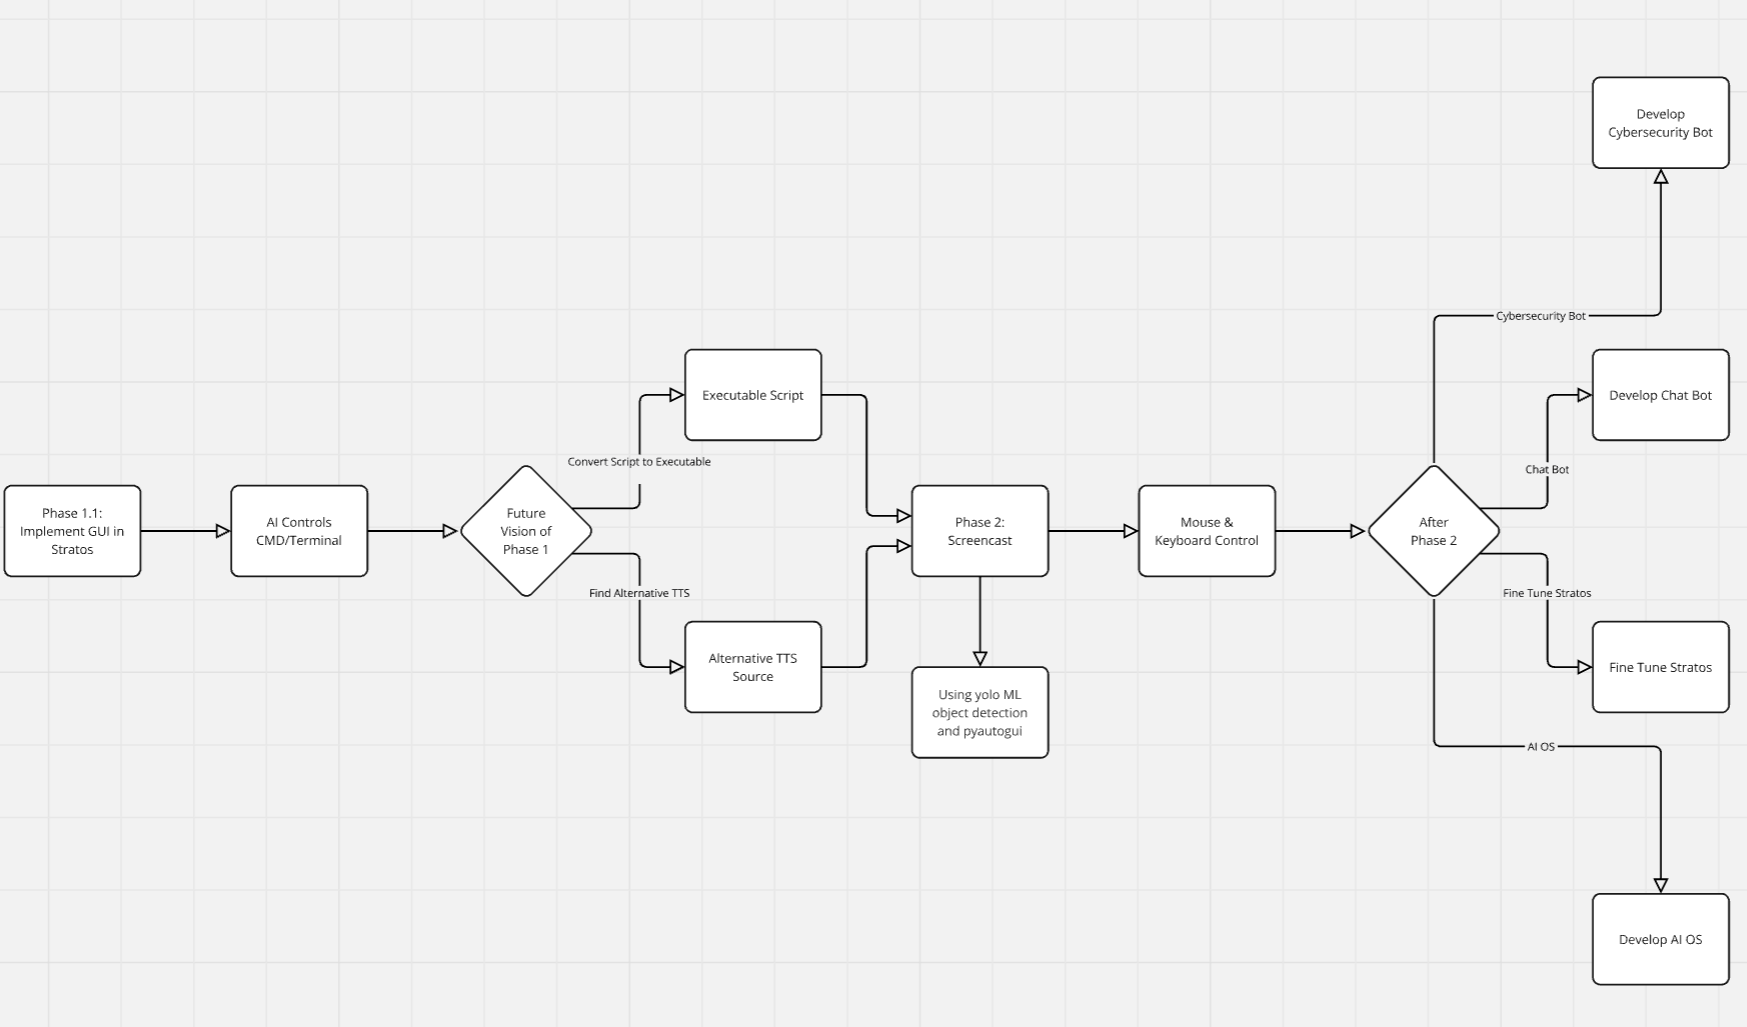 Develop
Cybersecurity Bot
Cybersecurity Bot
Executable Script
Develop Chat Bot
Convert Script to Executable
Chat Bot
Phase 1.1:
Implement GUI in
Stratos
AI Controls
CMD/Terminal
Future
Vision of
Phase 1
Phase 2:
Screencast
Mouse &
Keyboard Control
After
Phase 2
Find Alternative TTS
Fine Tune Stratos
Alternative TTS
Source
Fine Tune Stratos
Using yolo ML
object detection
and pyautogui
AI OS
Develop AI OS